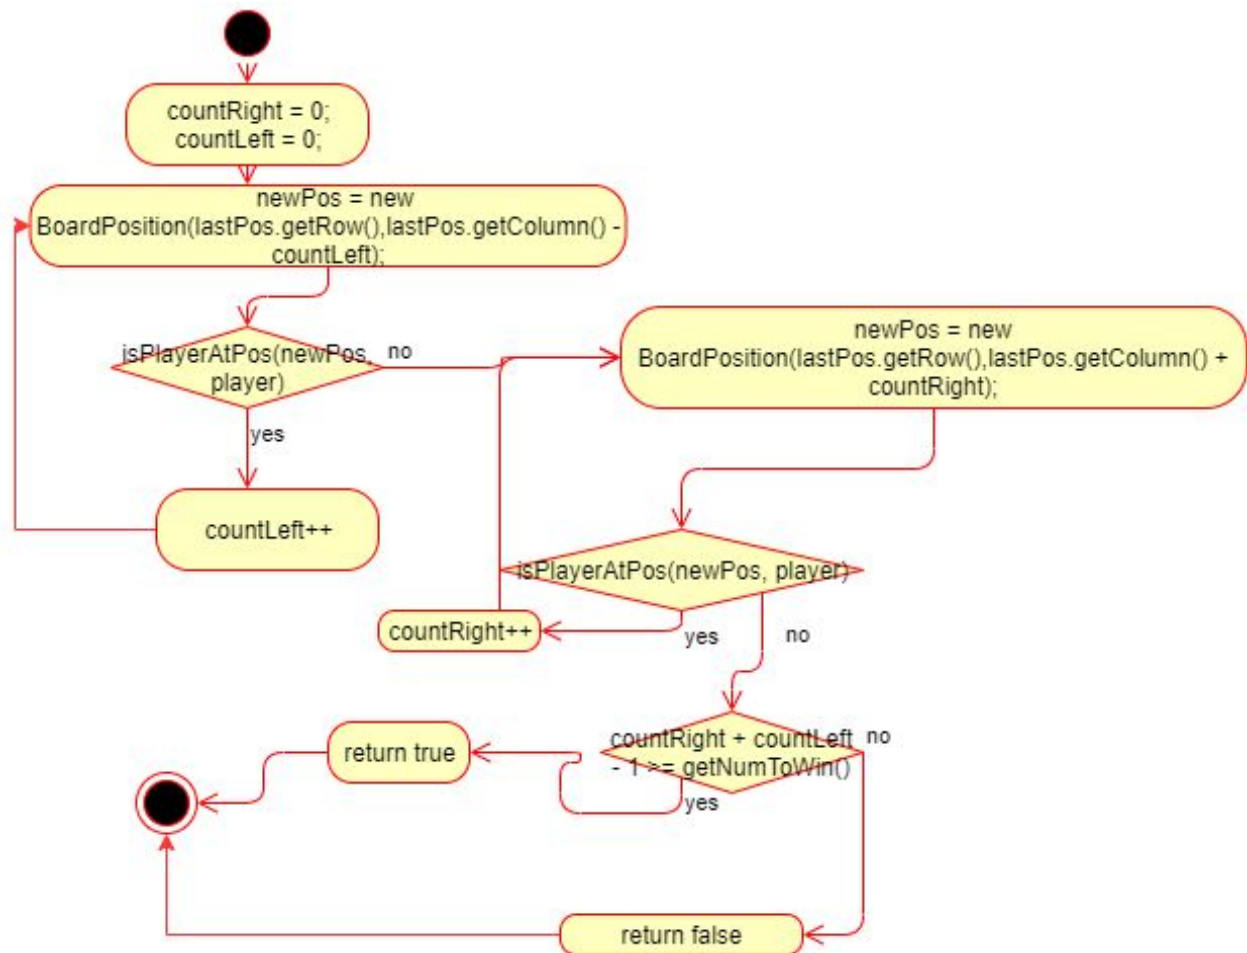 countRight = 0;
countLeft = 0;
newPos = new
BoardPosition(lastPos.getRow(),lastPos.getColumn() -
countLeft);
isPlayerAtPos(newPos,
player)
no
yes
countLeft++
newPos = new
BoardPosition(lastPos.getRow(),lastPos.getColumn() +
countRight);
isPlayerAtPos(newPos, player)
countRight++
yes
no
countRight + countLeft
- 1 >= getNumToWin()
no
yes
return true
return false